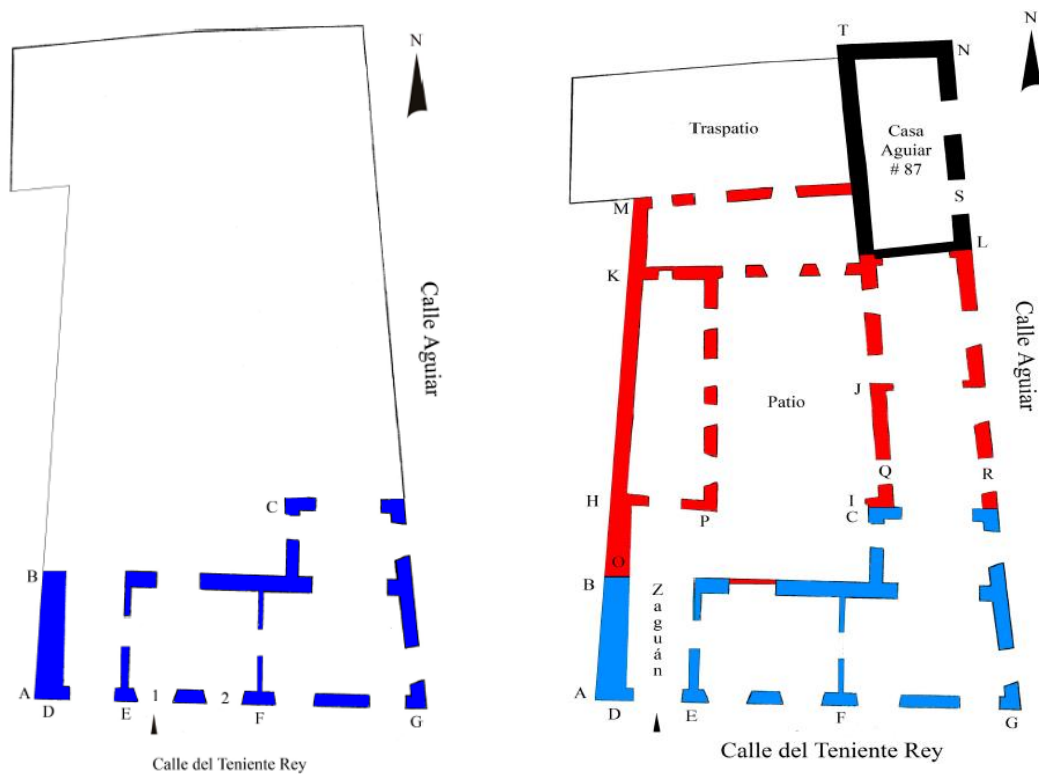 N
Calle Aguiar
C
B
A
D
E
1
2
F
G
Calle del Teniente Rey
T
N
N
Traspatio
Casa
Aguiar
# 87
M
S
L
K
Calle Aguiar
J
Patio
H
Q
R
I
P
C
O
B
Zaguán
A
D
E
F
G
Calle del Teniente Rey